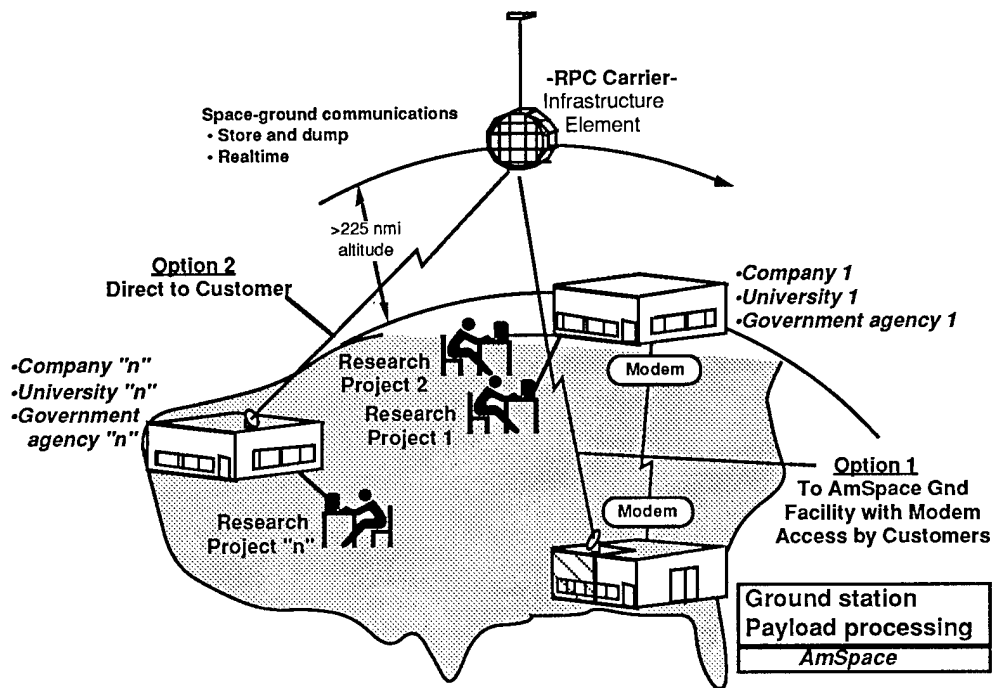 -RPC Carrier-
Infrastructure
Element
Space-ground communications
• Store and dump
• Realtime
>225 nmi
altitude
Option 2
Direct to Customer
•Company 1
•University 1
•Government agency 1
•Company "n"
•University "n"
•Government
agency "n"
Research
Project 2
Research
Project 1
Modem
Research
Project "n"
Modem
Option 1
To AmSpace Gnd
Facility with Modem
Access by Customers
Ground station
Payload processing
AmSpace